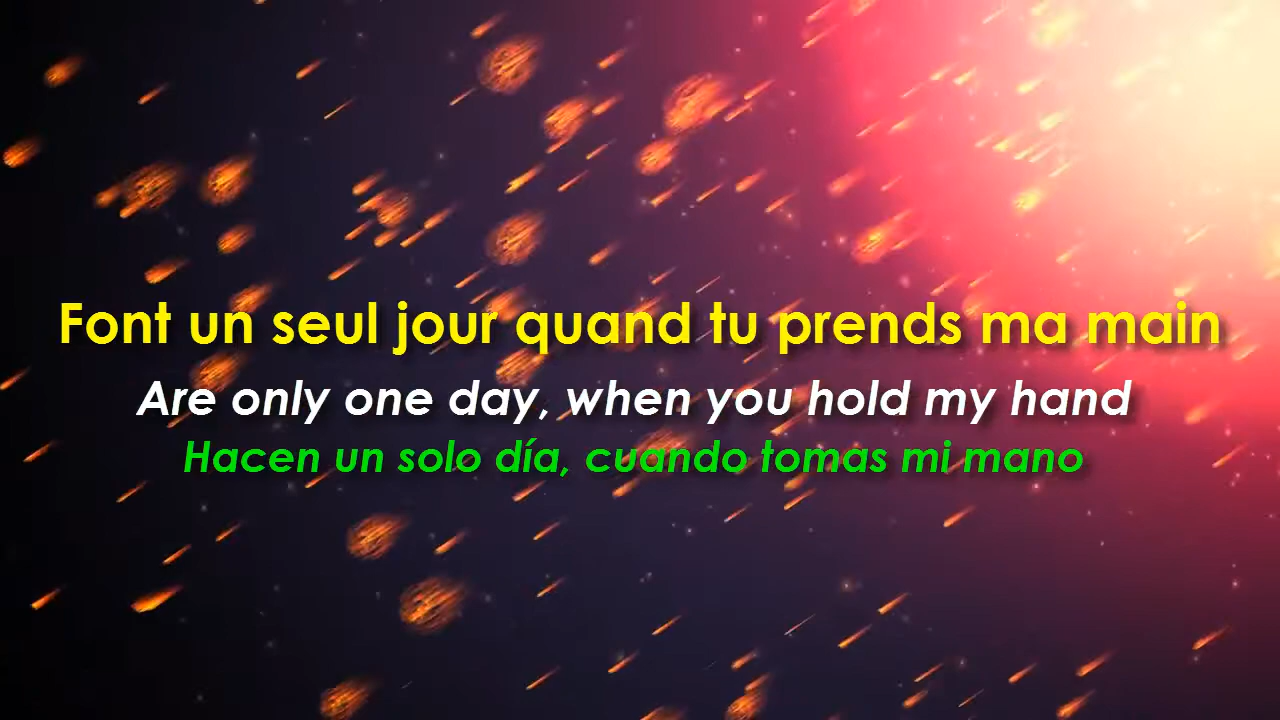 Font un seul jour quand tu prends ma main
Are only one day, when you hold my hand
Hacen un solo día, cuando tomas mi mano